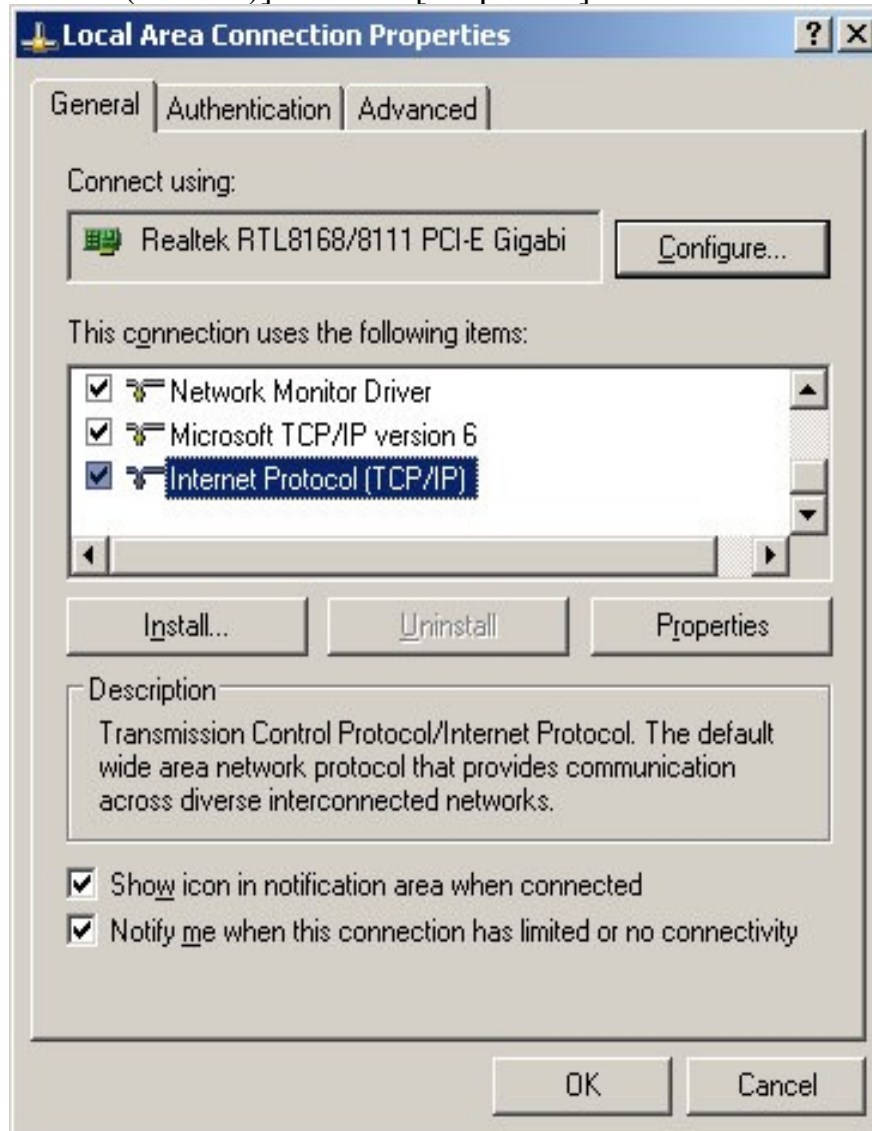 Local Area Connection Properties
General Authentication Advanced
Connect using:
Realtek RTL8168/8111 PCI-E Gigabi
Configure...
This connection uses the following items:
Network Monitor Driver
Microsoft TCP/IP version 6
Internet Protocol (TCP/IP)
Install... Uninstall Properties
Description
Transmission Control Protocol/Internet Protocol. The default
wide area network protocol that provides communication
across diverse interconnected networks.
Show icon in notification area when connected
Notify me when this connection has limited or no connectivity
OK Cancel